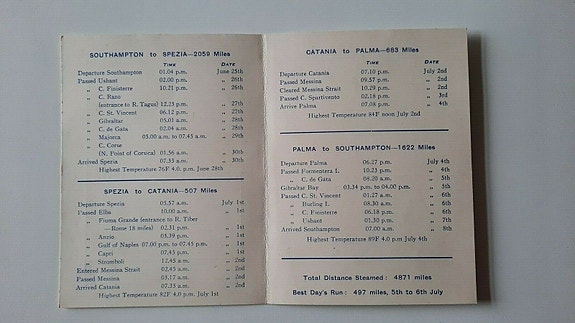 SOUTHAMPTON to SPEZIA—2059 Miles
TIME DATE
Departure Southampton 01.04 p.m. June 25th
Passed Ushant 02.00 p.m. „ 26th
„ C. Finisterre 10.21 p.m. „ 26th
„ C. Razo
(entrance to R. Tagus) 12.23 p.m. „ 27th
„ C. St. Vincent 06.12 p.m. „ 27th
„ Gibraltar 05.01 a.m. „ 28th
„ C. de Gata 02.04 p.m. „ 28th
„ Majorca 05.00 a.m. to 07.45 a.m. „ 29th
„ C. Corse
(N. Point of Corsica) 01.56 a.m. „ 30th
Arrived Spezia 07.33 a.m. „ 30th
Highest Temperature 76F 4.0 p.m. June 28th
SPEZIA to CATANIA—507 Miles
Departure Spezia 03.57 a.m. July 1st
Passed Elba 10.00 a.m. „ 1st
„ Fiuma Grande (entrance to R. Tiber
—Rome 18 miles) 02.31 p.m. „ 1st
„ Anzio 03.39 p.m. „ 1st
„ Gulf of Naples 07.00 p.m. to 07.45 p.m. „ 1st
„ Capri 07.45 p.m. „ 1st
„ Stromboli 12.45 a.m. „ 2nd
Entered Messina Strait 02.45 a.m. „ 2nd
Passed Messina 03.17 a.m. „ 2nd
Arrived Catania 07.33 a.m. „ 2nd
Highest Temperature 82F 4.0 p.m. July 1st
CATANIA to PALMA—683 Miles
TIME DATE
Departure Catania 07.10 p.m. July 2nd
Passed Messina 09.57 p.m. „ 2nd
Cleared Messina Strait 10.29 p.m. „ 2nd
Passed C. Spartivento 02.18 p.m. „ 3rd
Arrive Palma 07.08 p.m. „ 4th
Highest Temperature 84F noon July 2nd
PALMA to SOUTHAMPTON—1622 Miles
Departure Palma 06.27 p.m. July 4th
Passed Formentera I. 10.23 p.m. „ 4th
„ C. de Gata 08.20 a.m. „ 5th
Gibraltar Bay 03.34 p.m. to 04.00 p.m. „ 5th
Passed C. St. Vincent 01.27 a.m. „ 6th
„ Burling I. 08.30 a.m. „ 6th
„ C. Finisterre 06.18 p.m. „ 6th
„ Ushant 01.30 p.m. „ 7th
Arrived Southampton 07.00 a.m. „ 8th
Highest Temperature 89F 4.0 p.m July 4th
Total Distance Steamed : 4871 miles
Best Day's Run : 497 miles, 5th to 6th July